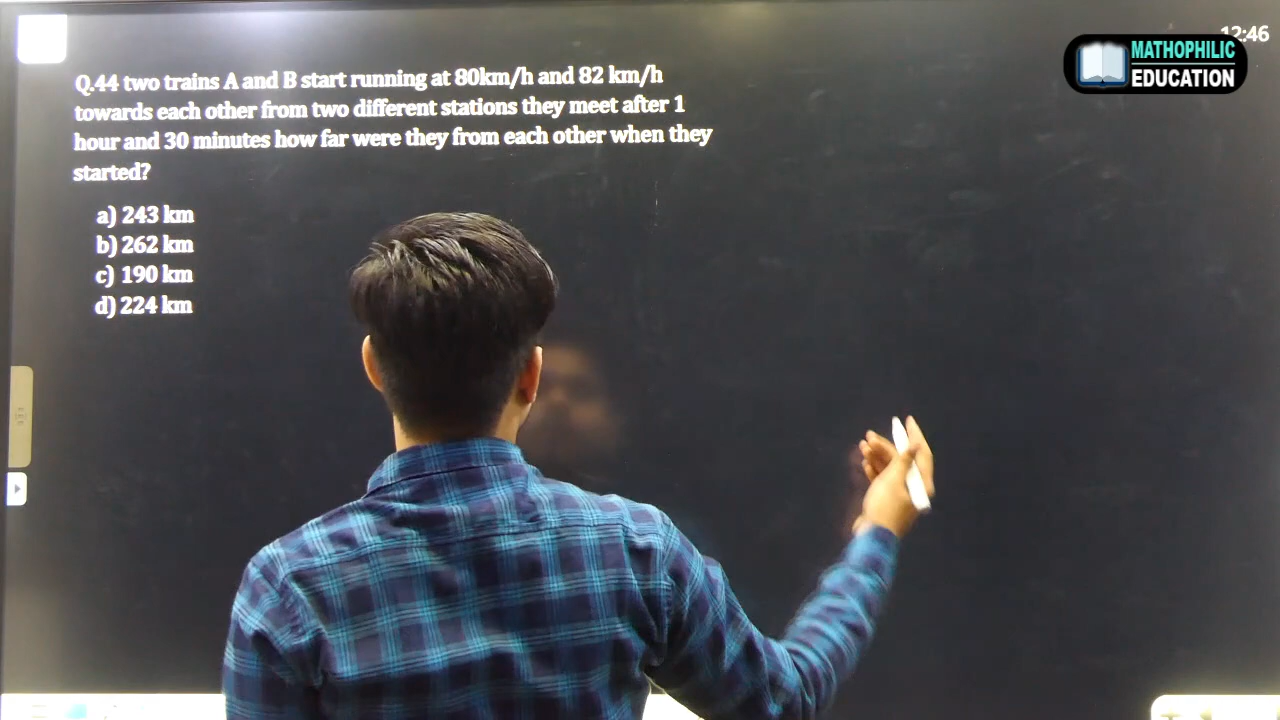 12:46
MATHOPHILIC
EDUCATION
Q.44 two trains A and B start running at 80km/h and 82 km/h
towards each other from two different stations they meet after 1
hour and 30 minutes how far were they from each other when they
started?
a) 243 km
b) 262 km
c) 190 km
d) 224 km